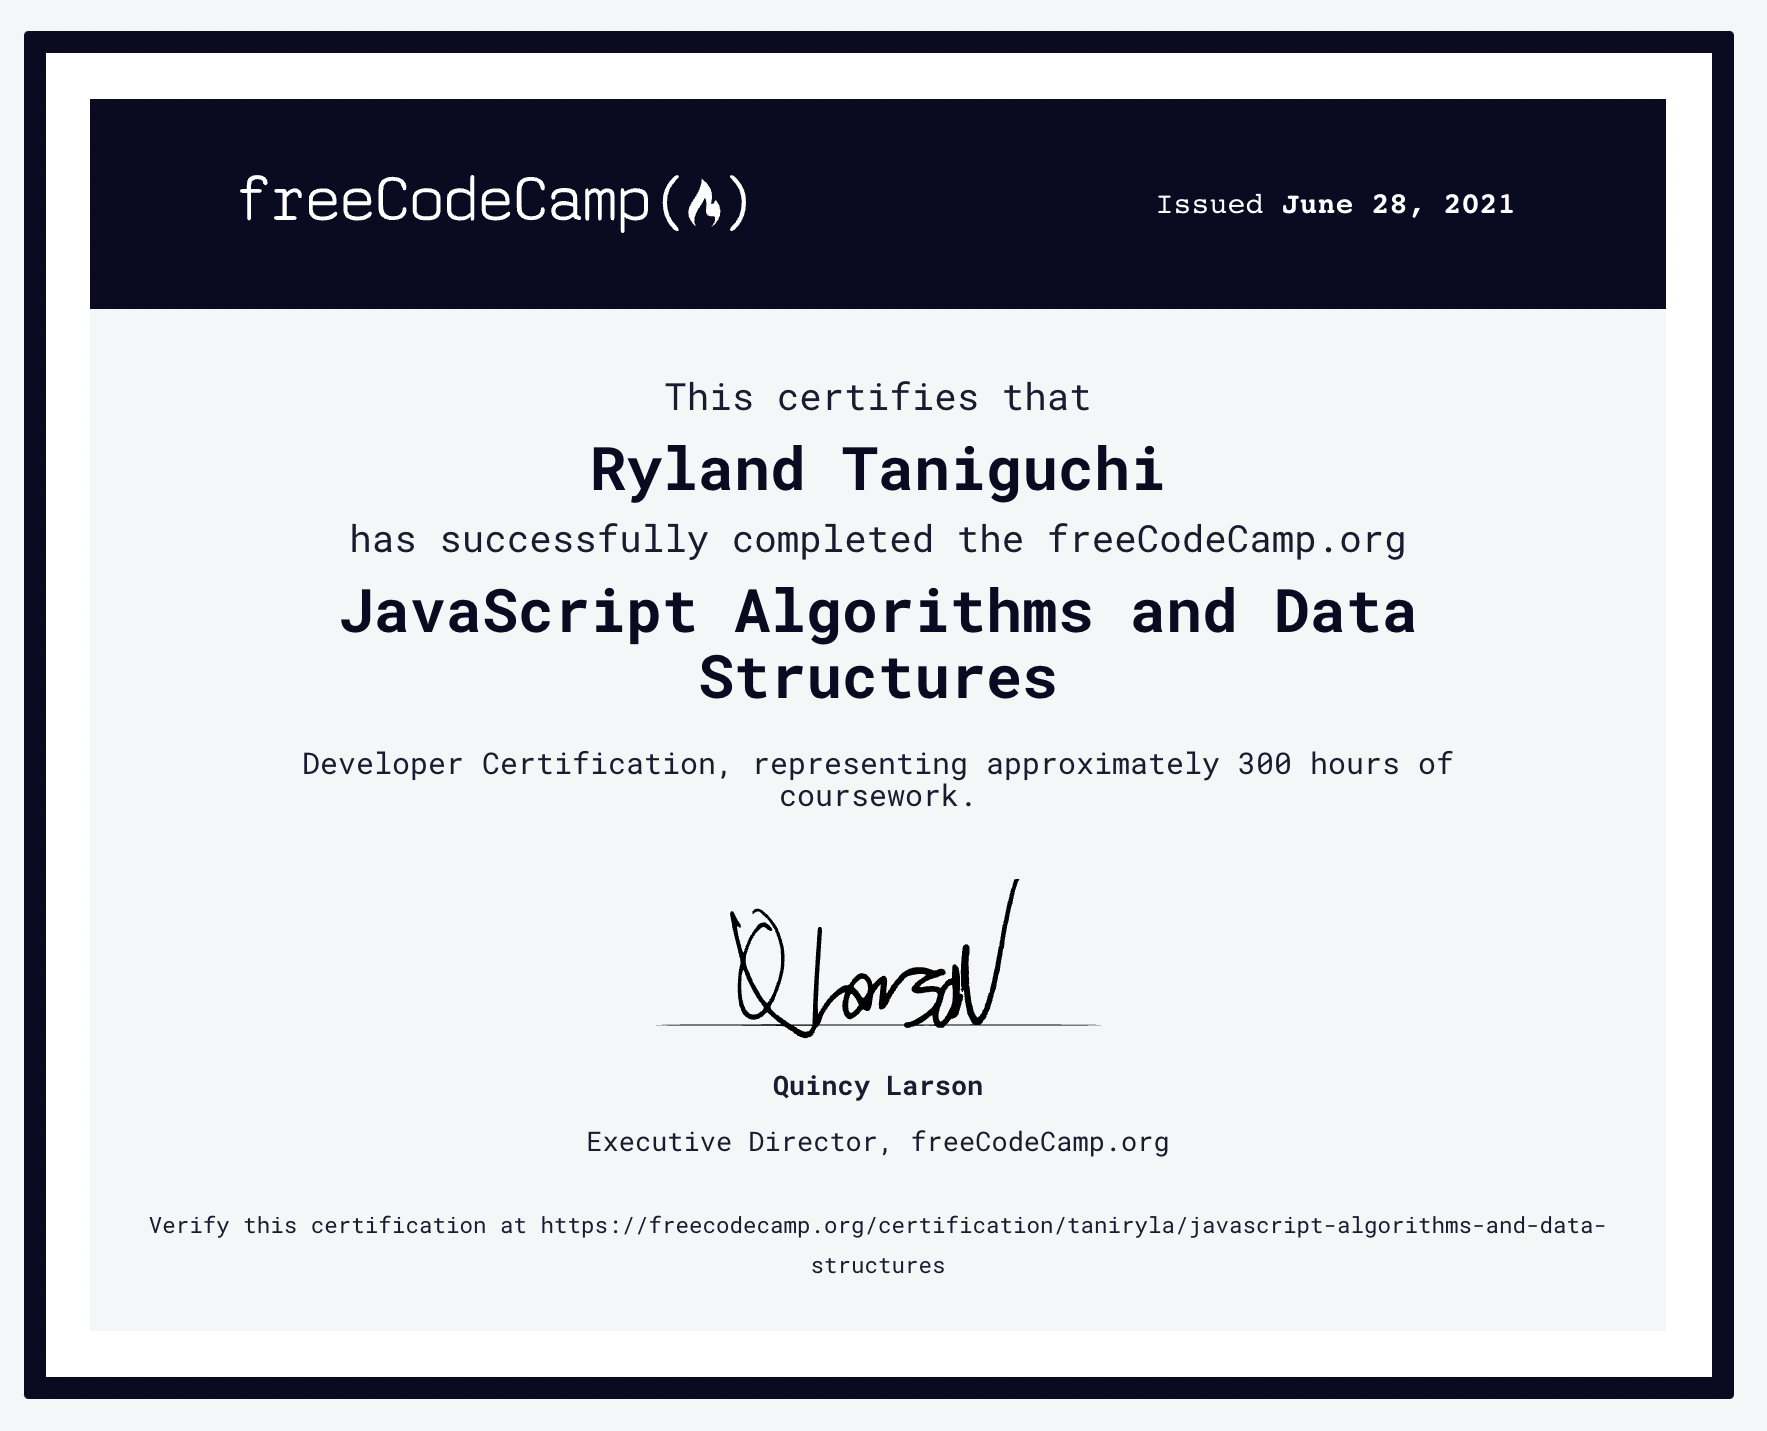 freeCodeCamp(🔥)
Issued June 28, 2021
This certifies that
Ryland Taniguchi
has successfully completed the freeCodeCamp.org
JavaScript Algorithms and Data
Structures
Developer Certification, representing approximately 300 hours of
coursework.
Q Larson
Quincy Larson
Executive Director, freeCodeCamp.org
Verify this certification at https://freecodecamp.org/certification/taniryla/javascript-algorithms-and-data-
structures